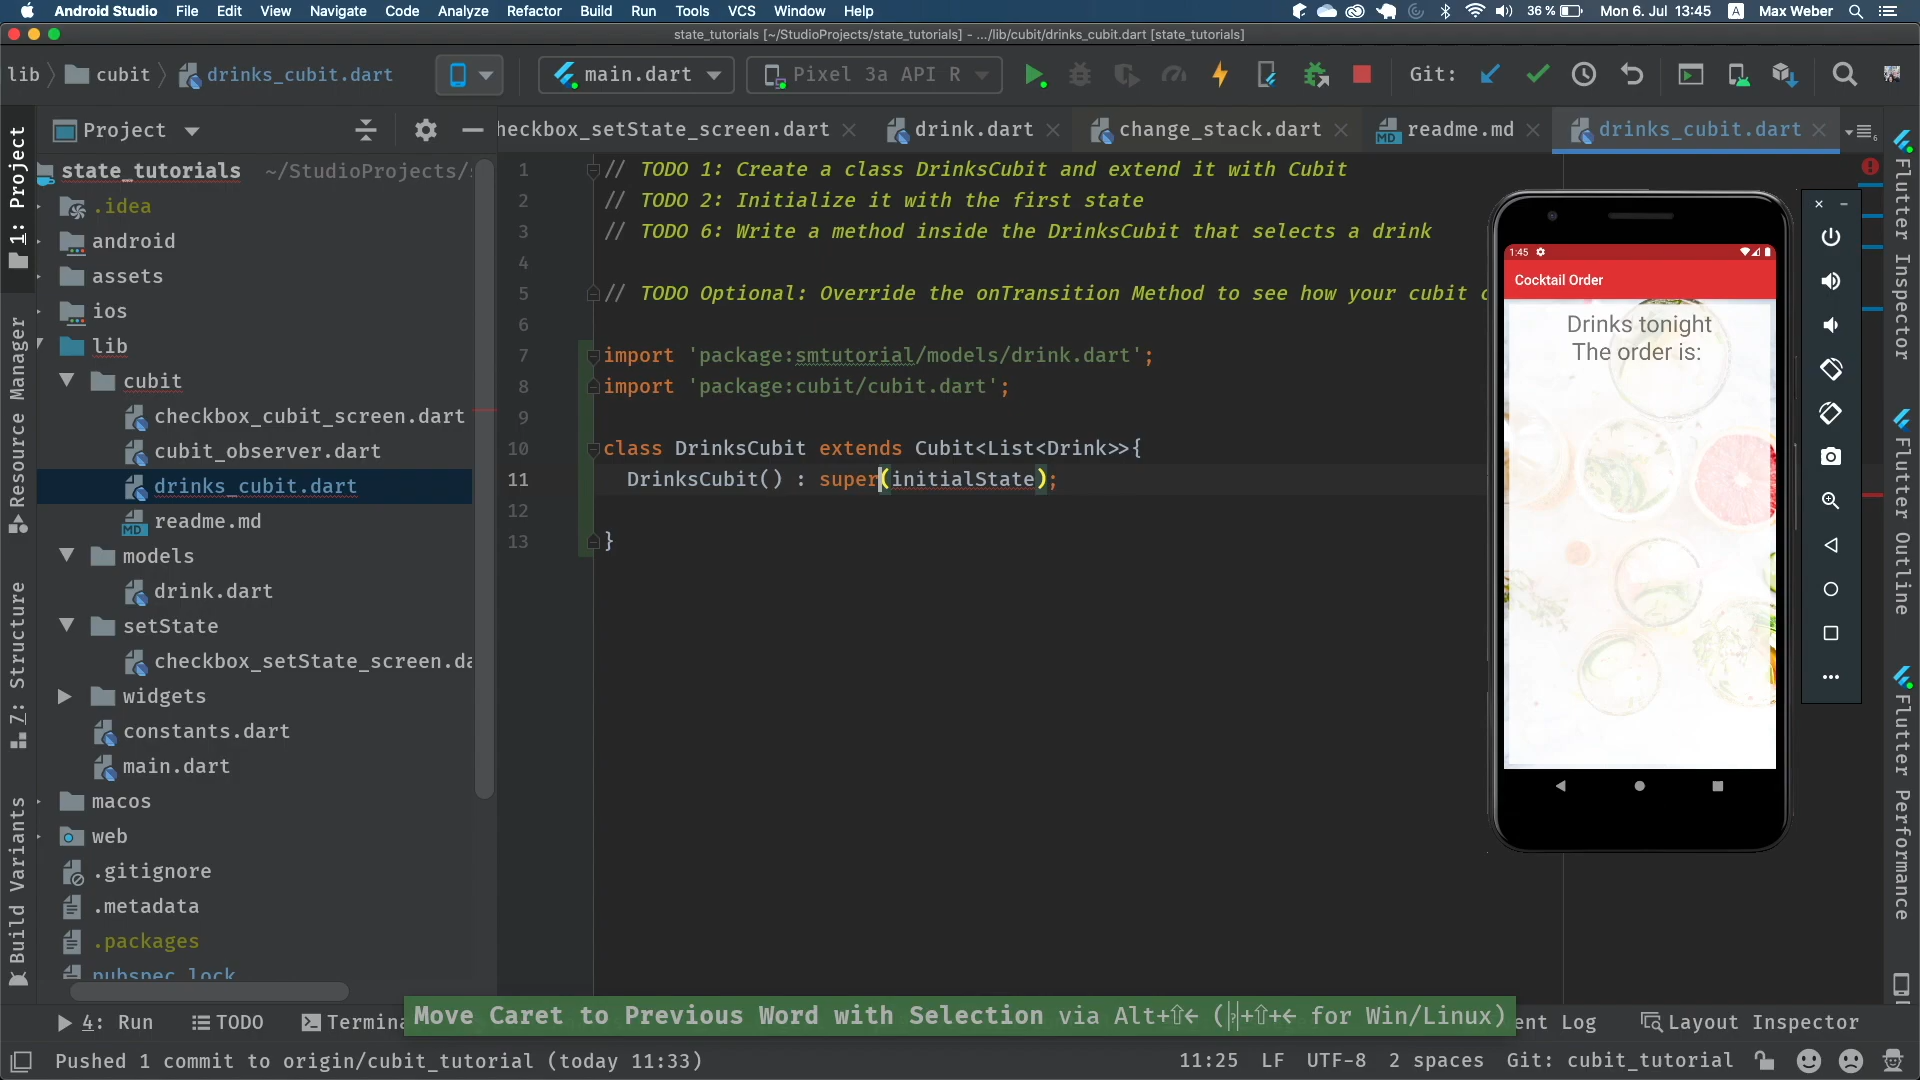 Android Studio File Edit View Navigate Code Analyze Refactor Build Run Tools VCS Window Help 36 % Mon 6. Jul 13:45 A Max Weber
state_tutorials [~/StudioProjects/state_tutorials] - .../lib/cubit/drinks_cubit.dart [state_tutorials]
lib cubit drinks_cubit.dart main.dart Pixel 3a API R Git:
Project
heckbox_setState_screen.dart drink.dart change_stack.dart readme.md drinks_cubit.dart
state_tutorials ~/StudioProjects/s
.idea
android
assets
ios
lib
cubit
checkbox_cubit_screen.dart
cubit_observer.dart
drinks_cubit.dart
readme.md
models
drink.dart
setState
checkbox_setState_screen.da
widgets
constants.dart
main.dart
macos
web
.gitignore
.metadata
.packages
pubspec.lock
1: Project
Resource Manager
7: Structure
Build Variants
1 // TODO 1: Create a class DrinksCubit and extend it with Cubit
2 // TODO 2: Initialize it with the first state
3 // TODO 6: Write a method inside the DrinksCubit that selects a drink
4
5 // TODO Optional: Override the onTransition Method to see how your cubit c
6
7 import 'package:smtutorial/models/drink.dart';
8 import 'package:cubit/cubit.dart';
9
10 class DrinksCubit extends Cubit<List<Drink>>{
11 DrinksCubit() : super(initialState);
12
13 }
1:45
Cocktail Order
Drinks tonight
The order is:
Flutter Inspector
Flutter Outline
Flutter Performance
Move Caret to Previous Word with Selection via Alt+⇧← (|?|+⇧+← for Win/Linux)
4: Run TODO Termina ent Log Layout Inspector
Pushed 1 commit to origin/cubit_tutorial (today 11:33) 11:25 LF UTF-8 2 spaces Git: cubit_tutorial